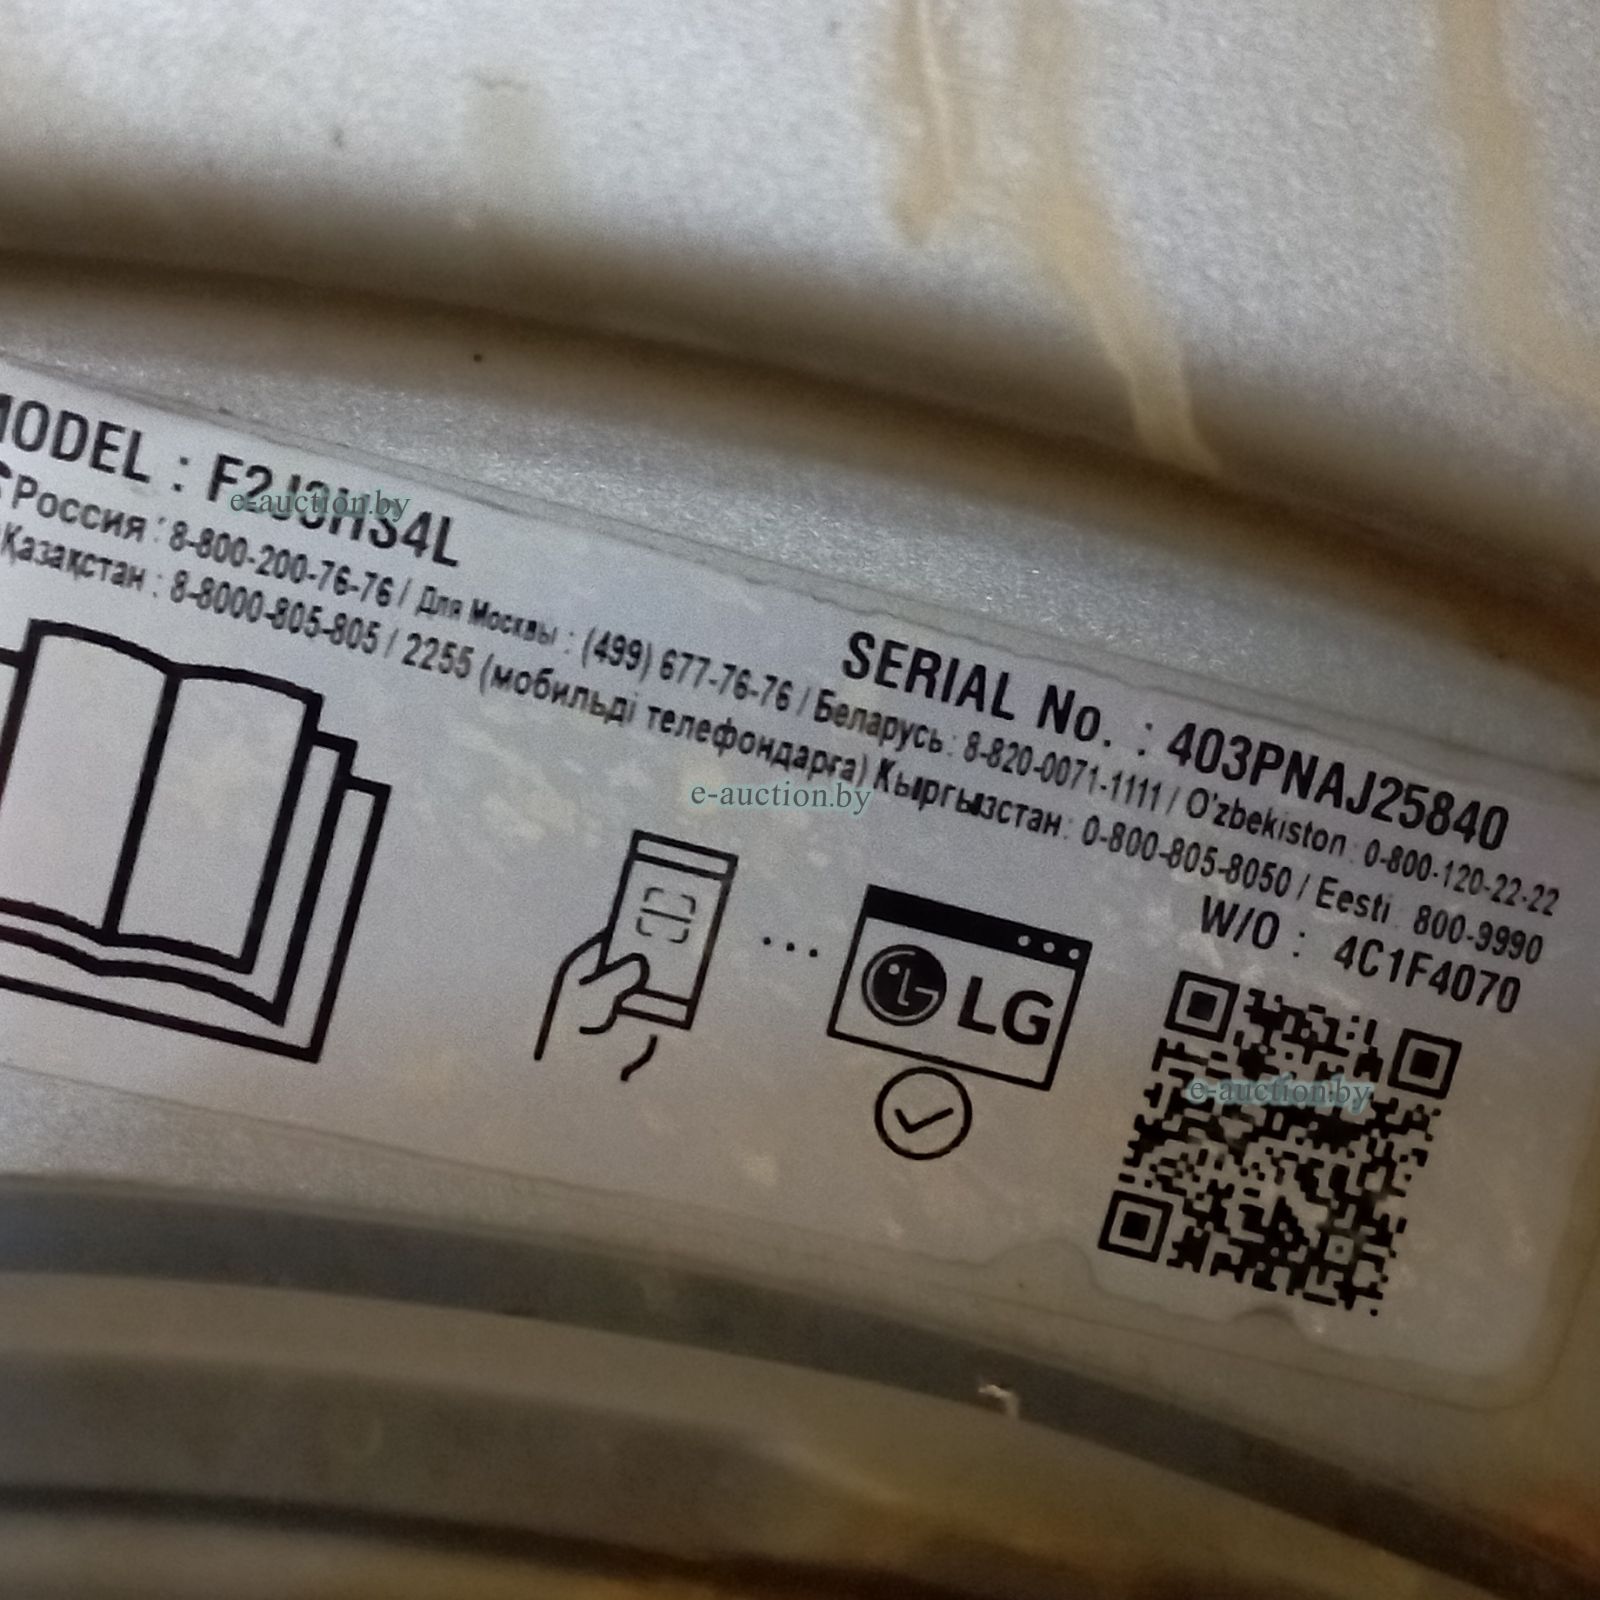 MODEL : F2J3HS4L
SERIAL No. : 403PNAJ25840
Россия : 8-800-200-76-76 / Для Москвы : (499) 677-76-76 / Беларусь : 8-820-0071-1111 / O'zbekiston : 0-800-120-22-22
Қазақстан : 8-8000-805-805 / 2255 (мобильді телефондарға) Кыргызстан : 0-800-805-8050 / Eesti : 800-9990
W/O : 4C1F4070
LG
e-auction.by
e-auction.by
e-auction.by